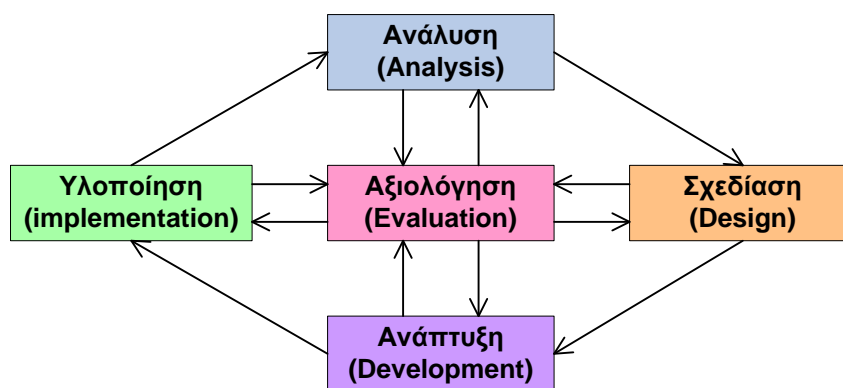 Ανάλυση
(Analysis)
Υλοποίηση
(implementation)
Αξιολόγηση
(Evaluation)
Σχεδίαση
(Design)
Ανάπτυξη
(Development)